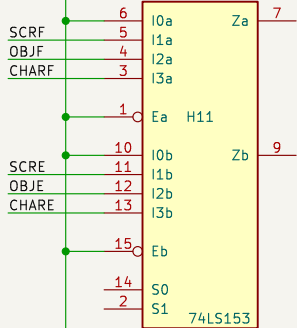 6 I0a Za 7
SCRF 5 I1a
OBJF 4 I2a
CHARF 3 I3a
1 Ea H11
10 I0b Zb 9
SCRE 11 I1b
OBJE 12 I2b
CHARE 13 I3b
15 Eb
14 S0
2 S1
74LS153